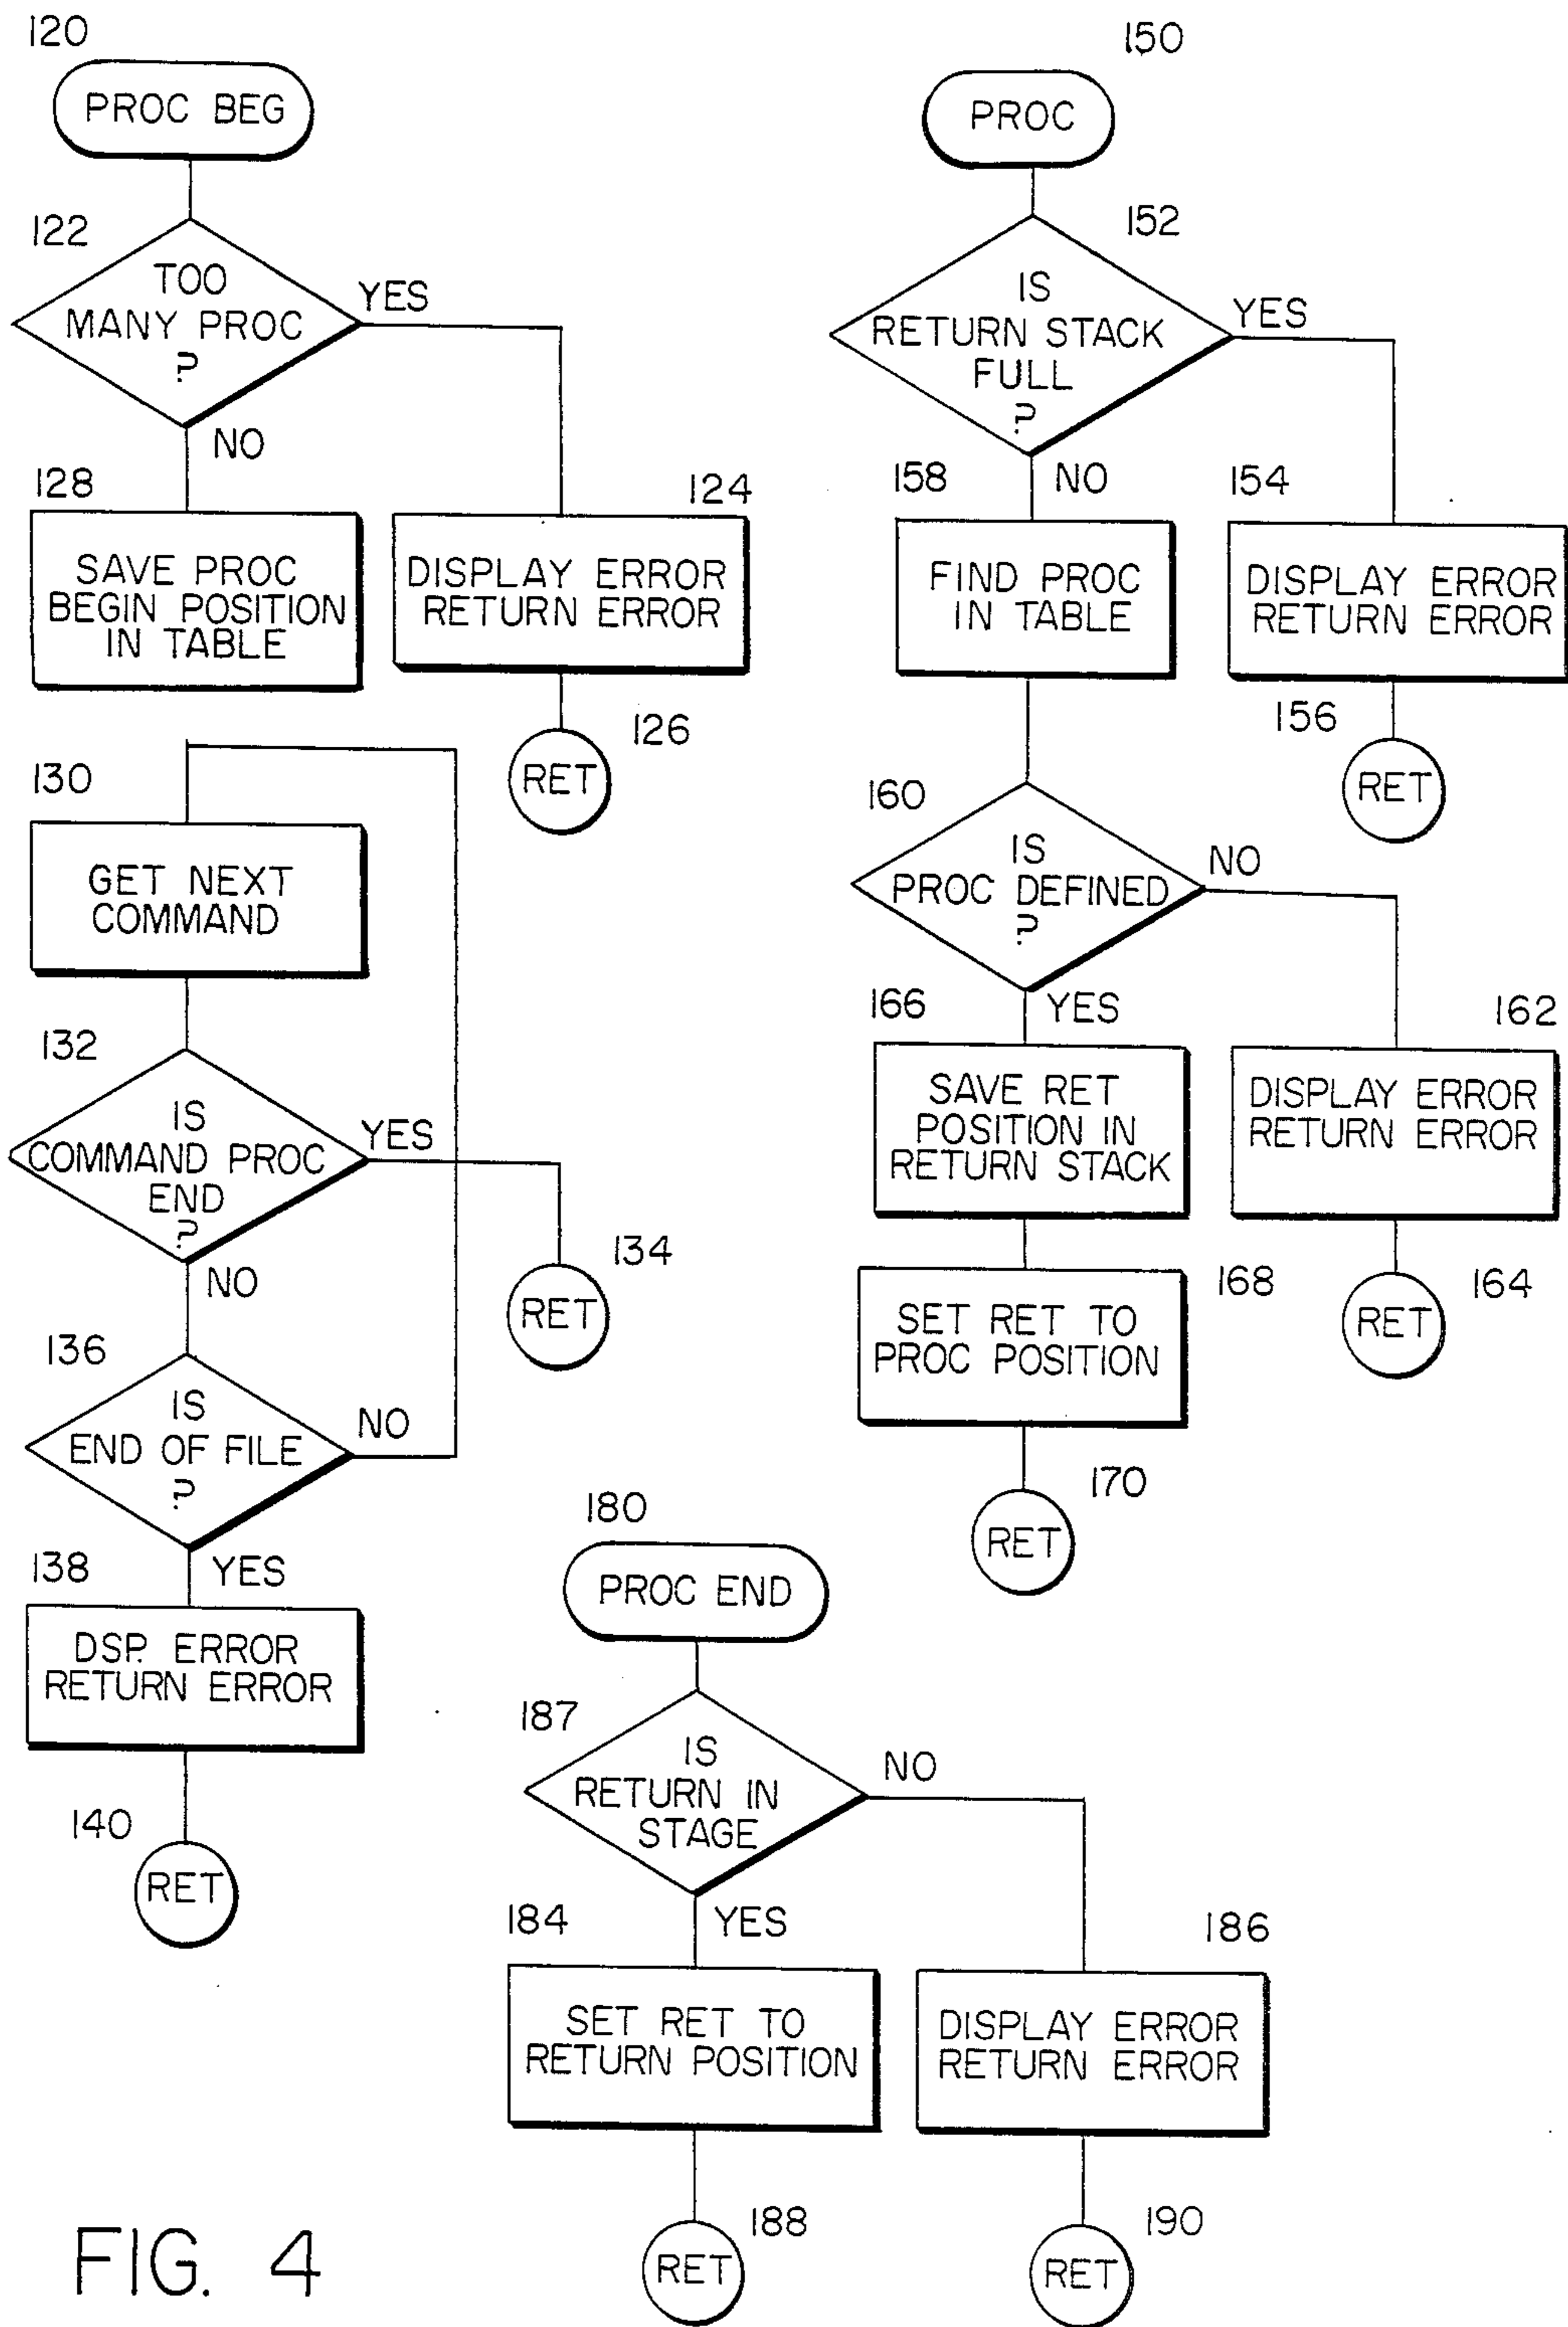 120
PROC BEG
122
TOO
MANY PROC
?
YES
NO
128
SAVE PROC
BEGIN POSITION
IN TABLE
124
DISPLAY ERROR
RETURN ERROR
126
RET
130
GET NEXT
COMMAND
132
IS
COMMAND PROC
END
?
YES
134
RET
NO
136
IS
END OF FILE
?
NO
YES
138
DSP. ERROR
RETURN ERROR
140
RET
150
PROC
152
IS
RETURN STACK
FULL
?
YES
NO
158
FIND PROC
IN TABLE
154
DISPLAY ERROR
RETURN ERROR
156
RET
160
IS
PROC DEFINED
?
NO
YES
166
SAVE RET
POSITION IN
RETURN STACK
162
DISPLAY ERROR
RETURN ERROR
164
RET
168
SET RET TO
PROC POSITION
170
RET
180
PROC END
187
IS
RETURN IN
STAGE
NO
YES
184
SET RET TO
RETURN POSITION
186
DISPLAY ERROR
RETURN ERROR
188
RET
190
RET
FIG. 4